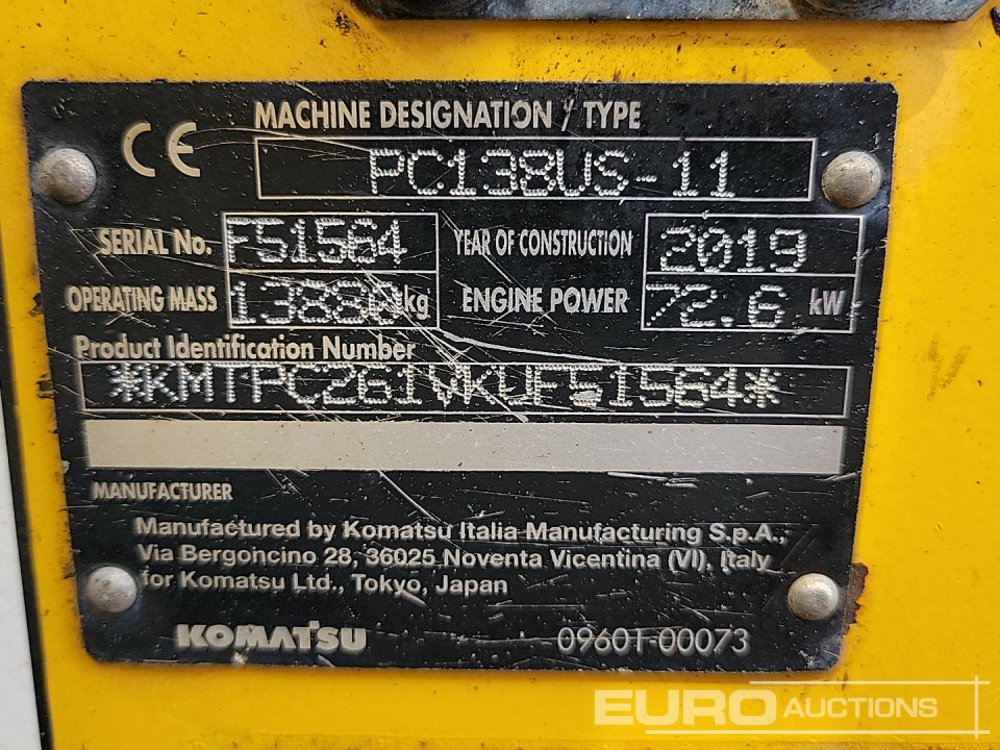 CE
MACHINE DESIGNATION / TYPE
PC138US-11
SERIAL No. F51564 YEAR OF CONSTRUCTION 2019
OPERATING MASS 13880 kg ENGINE POWER 72.6 kW
Product Identification Number
*KMTPC261VKUF51564*
MANUFACTURER
Manufactured by Komatsu Italia Manufacturing S.p.A.,
Via Bergoncino 28, 36025 Noventa Vicentina (VI), Italy
for Komatsu Ltd., Tokyo, Japan
KOMATSU 09601-00073
EURO AUCTIONS